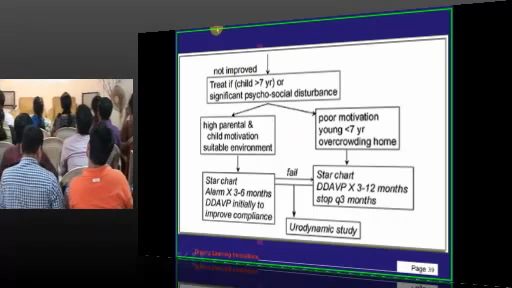 not improved
Treat if (child >7 yr) or
significant psycho-social disturbance
high parental &
child motivation
suitable environment
poor motivation
young <7 yr
overcrowding home
Star chart
Alarm X 3-6 months
DDAVP initially to
improve compliance
fail
Star chart
DDAVP X 3-12 months
stop q3 months
Urodynamic study
Page 39